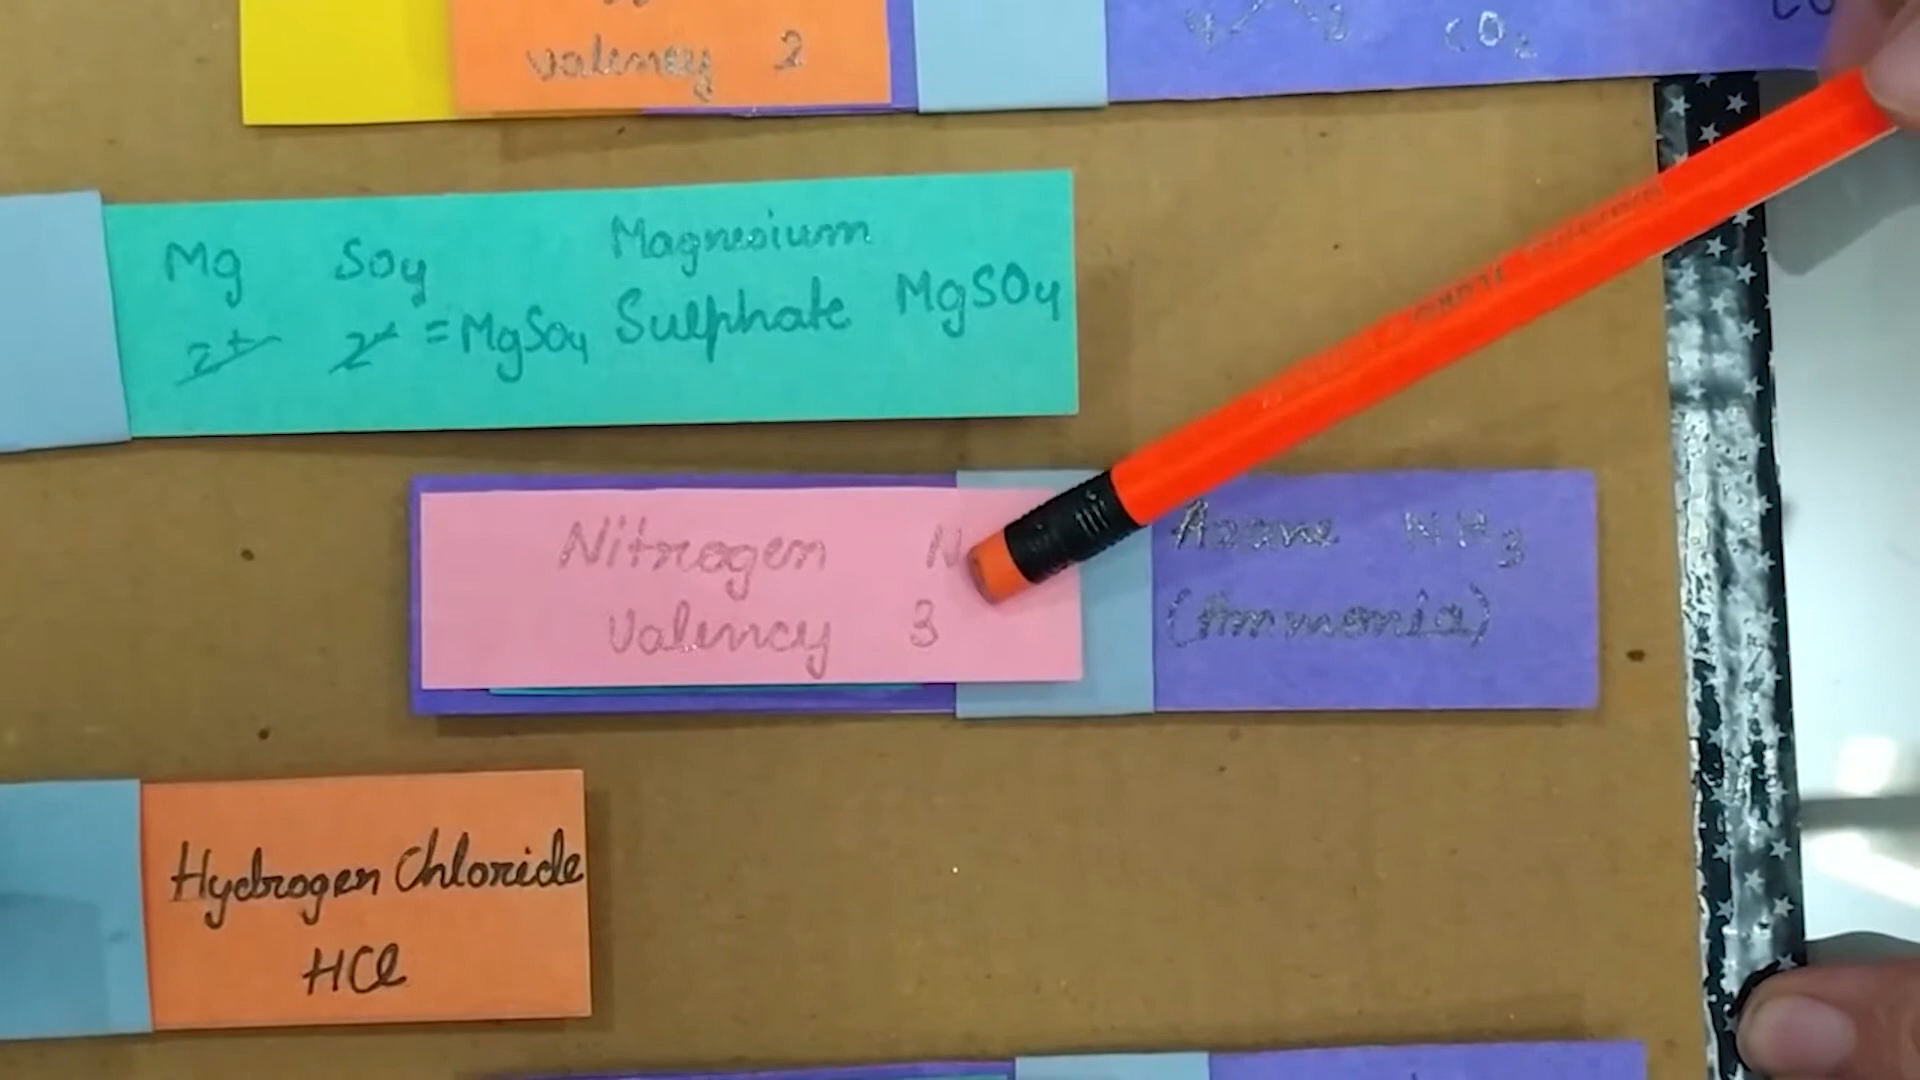 valency 2
CO2
Mg SO4 Magnesium
2+ 2- = MgSO4 Sulphate MgSO4
Nitrogen N
Valency 3
Azane NH3
(Ammonia)
Hydrogen Chloride
HCl